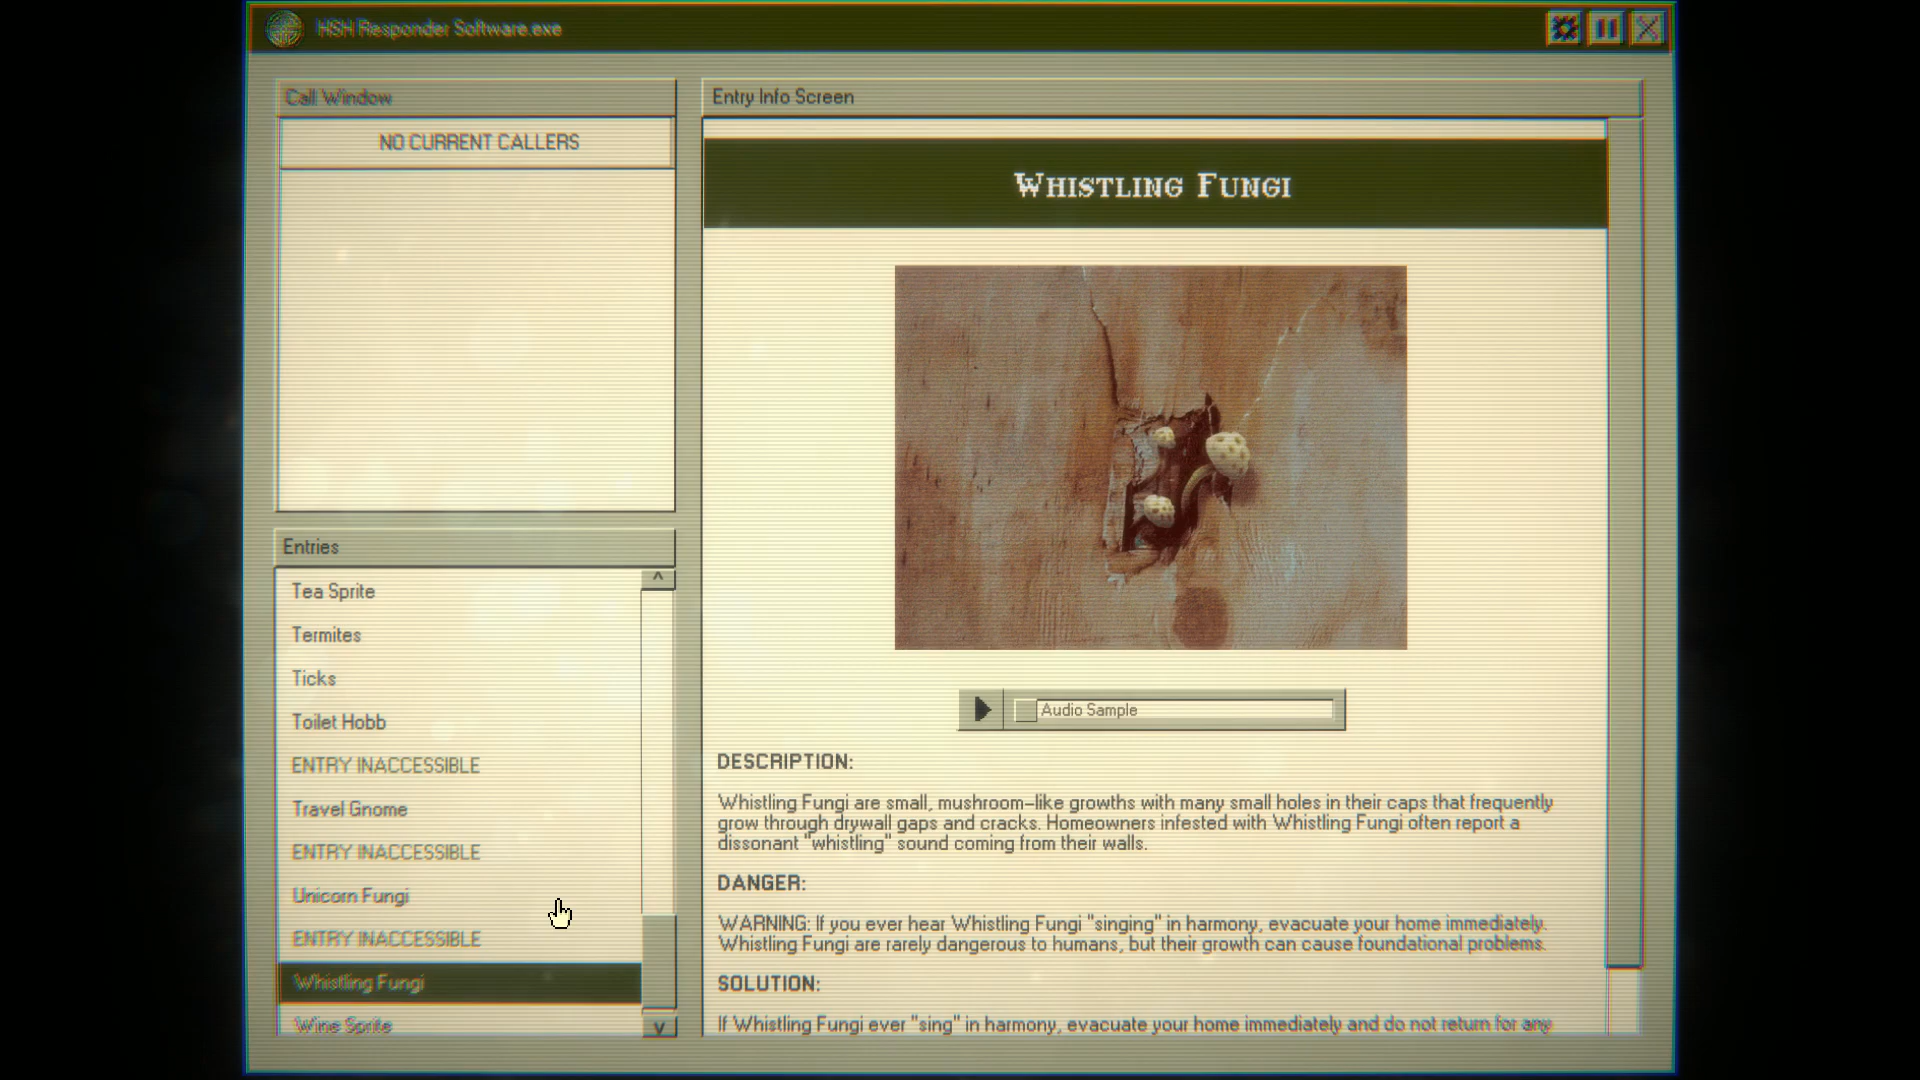 HSH Responder Software.exe
Call Window
NO CURRENT CALLERS
Entries
Tea Sprite
Termites
Ticks
Toilet Hobb
ENTRY INACCESSIBLE
Travel Gnome
ENTRY INACCESSIBLE
Unicorn Fungi
ENTRY INACCESSIBLE
Whistling Fungi
Wine Sprite
Entry Info Screen
Whistling Fungi
Audio Sample
DESCRIPTION:
Whistling Fungi are small, mushroom-like growths with many small holes in their caps that frequently
grow through drywall gaps and cracks. Homeowners infested with Whistling Fungi often report a
dissonant "whistling" sound coming from their walls.
DANGER:
WARNING: If you ever hear Whistling Fungi "singing" in harmony, evacuate your home immediately.
Whistling Fungi are rarely dangerous to humans, but their growth can cause foundational problems.
SOLUTION:
If Whistling Fungi ever "sing" in harmony, evacuate your home immediately and do not return for any